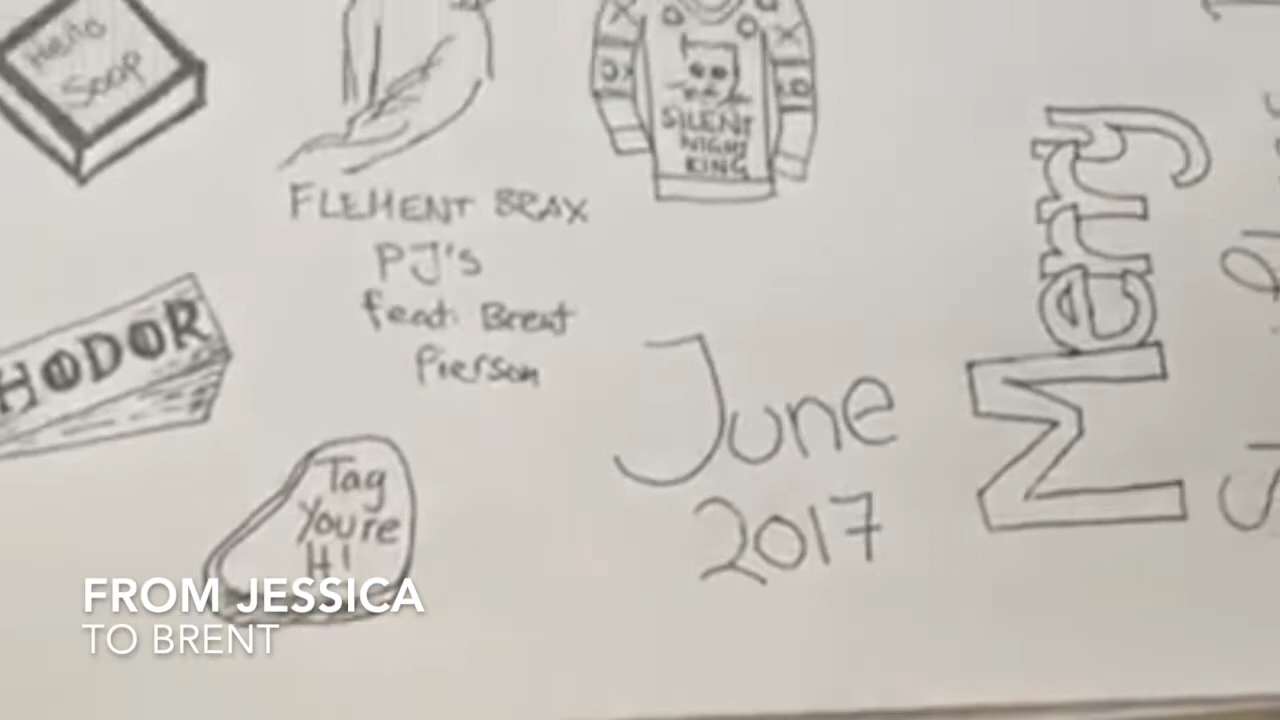 Hello
Soap
SILENT
NIGHT
KING
FLEMENT BRAX
PJ's
feat. Brent
Pierson
HODOR
Tag
You're
It!
June
2017
Merry
FROM JESSICA
TO BRENT